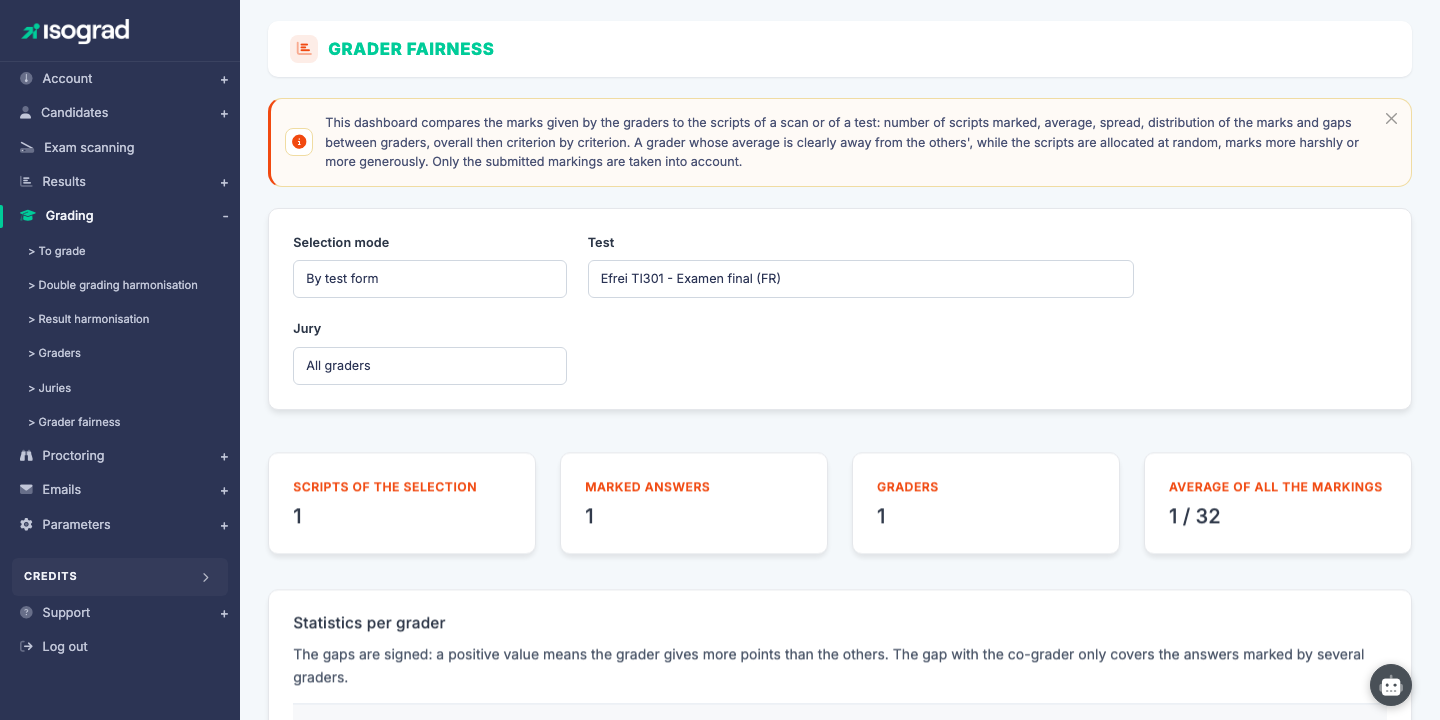 isograd
Account +
Candidates +
Exam scanning
Results +
Grading -
> To grade
> Double grading harmonisation
> Result harmonisation
> Graders
> Juries
> Grader fairness
Proctoring +
Emails +
Parameters +
CREDITS
Support +
Log out
GRADER FAIRNESS
This dashboard compares the marks given by the graders to the scripts of a scan or of a test: number of scripts marked, average, spread, distribution of the marks and gaps
between graders, overall then criterion by criterion. A grader whose average is clearly away from the others', while the scripts are allocated at random, marks more harshly or
more generously. Only the submitted markings are taken into account.
Selection mode
By test form
Test
Efrei TI301 - Examen final (FR)
Jury
All graders
SCRIPTS OF THE SELECTION
1
MARKED ANSWERS
1
GRADERS
1
AVERAGE OF ALL THE MARKINGS
1 / 32
Statistics per grader
The gaps are signed: a positive value means the grader gives more points than the others. The gap with the co-grader only covers the answers marked by several
graders.